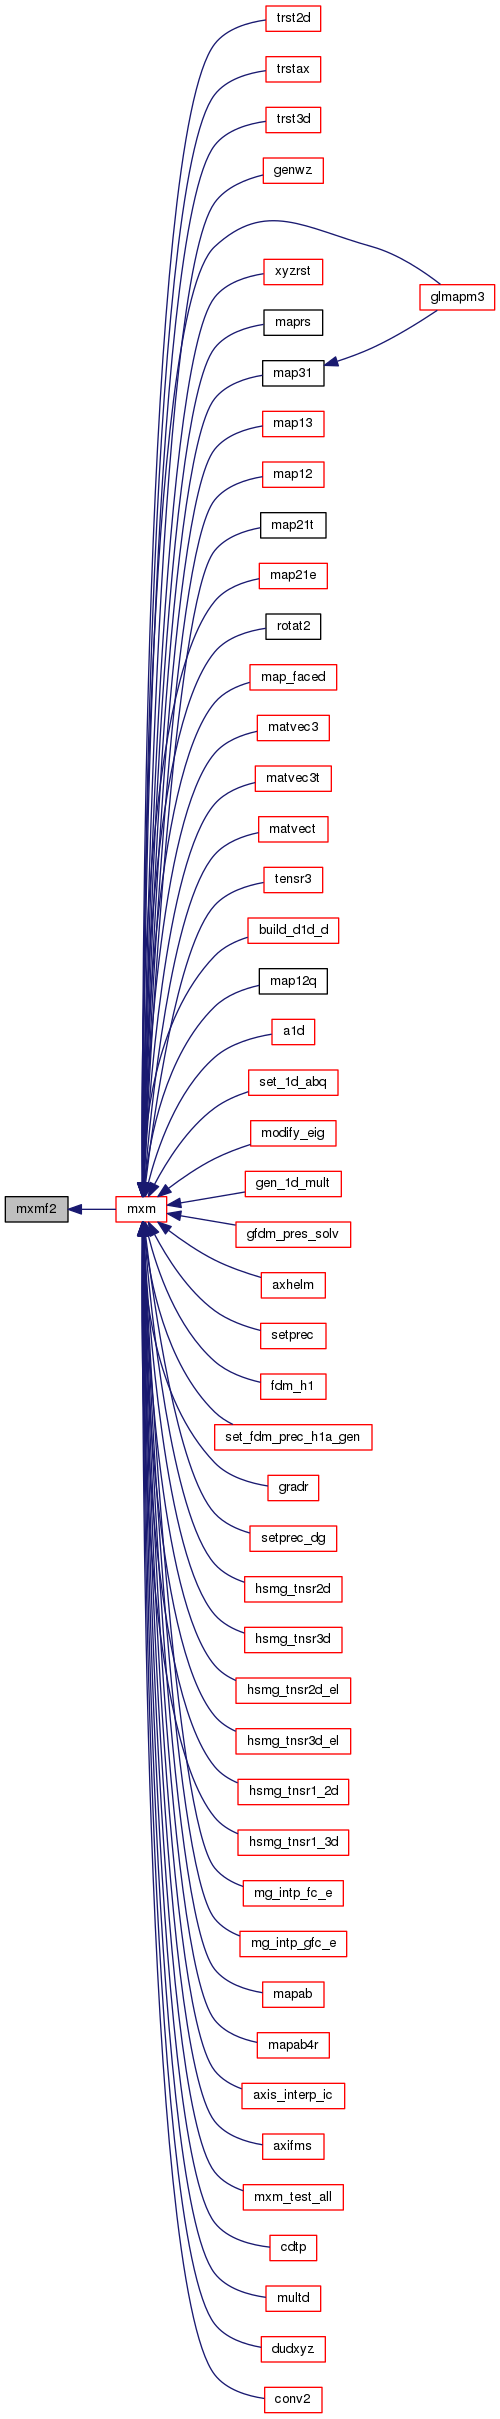 trst2d
trstax
trst3d
genwz
xyzrst
glmapm3
maprs
map31
map13
map12
map21t
map21e
rotat2
map_faced
matvec3
matvec3t
matvect
tensr3
build_d1d_d
map12q
a1d
set_1d_abq
modify_eig
gen_1d_mult
mxmf2
mxm
gfdm_pres_solv
axhelm
setprec
fdm_h1
set_fdm_prec_h1a_gen
gradr
setprec_dg
hsmg_tnsr2d
hsmg_tnsr3d
hsmg_tnsr2d_el
hsmg_tnsr3d_el
hsmg_tnsr1_2d
hsmg_tnsr1_3d
mg_intp_fc_e
mg_intp_gfc_e
mapab
mapab4r
axis_interp_ic
axifms
mxm_test_all
cdtp
multd
dudxyz
conv2